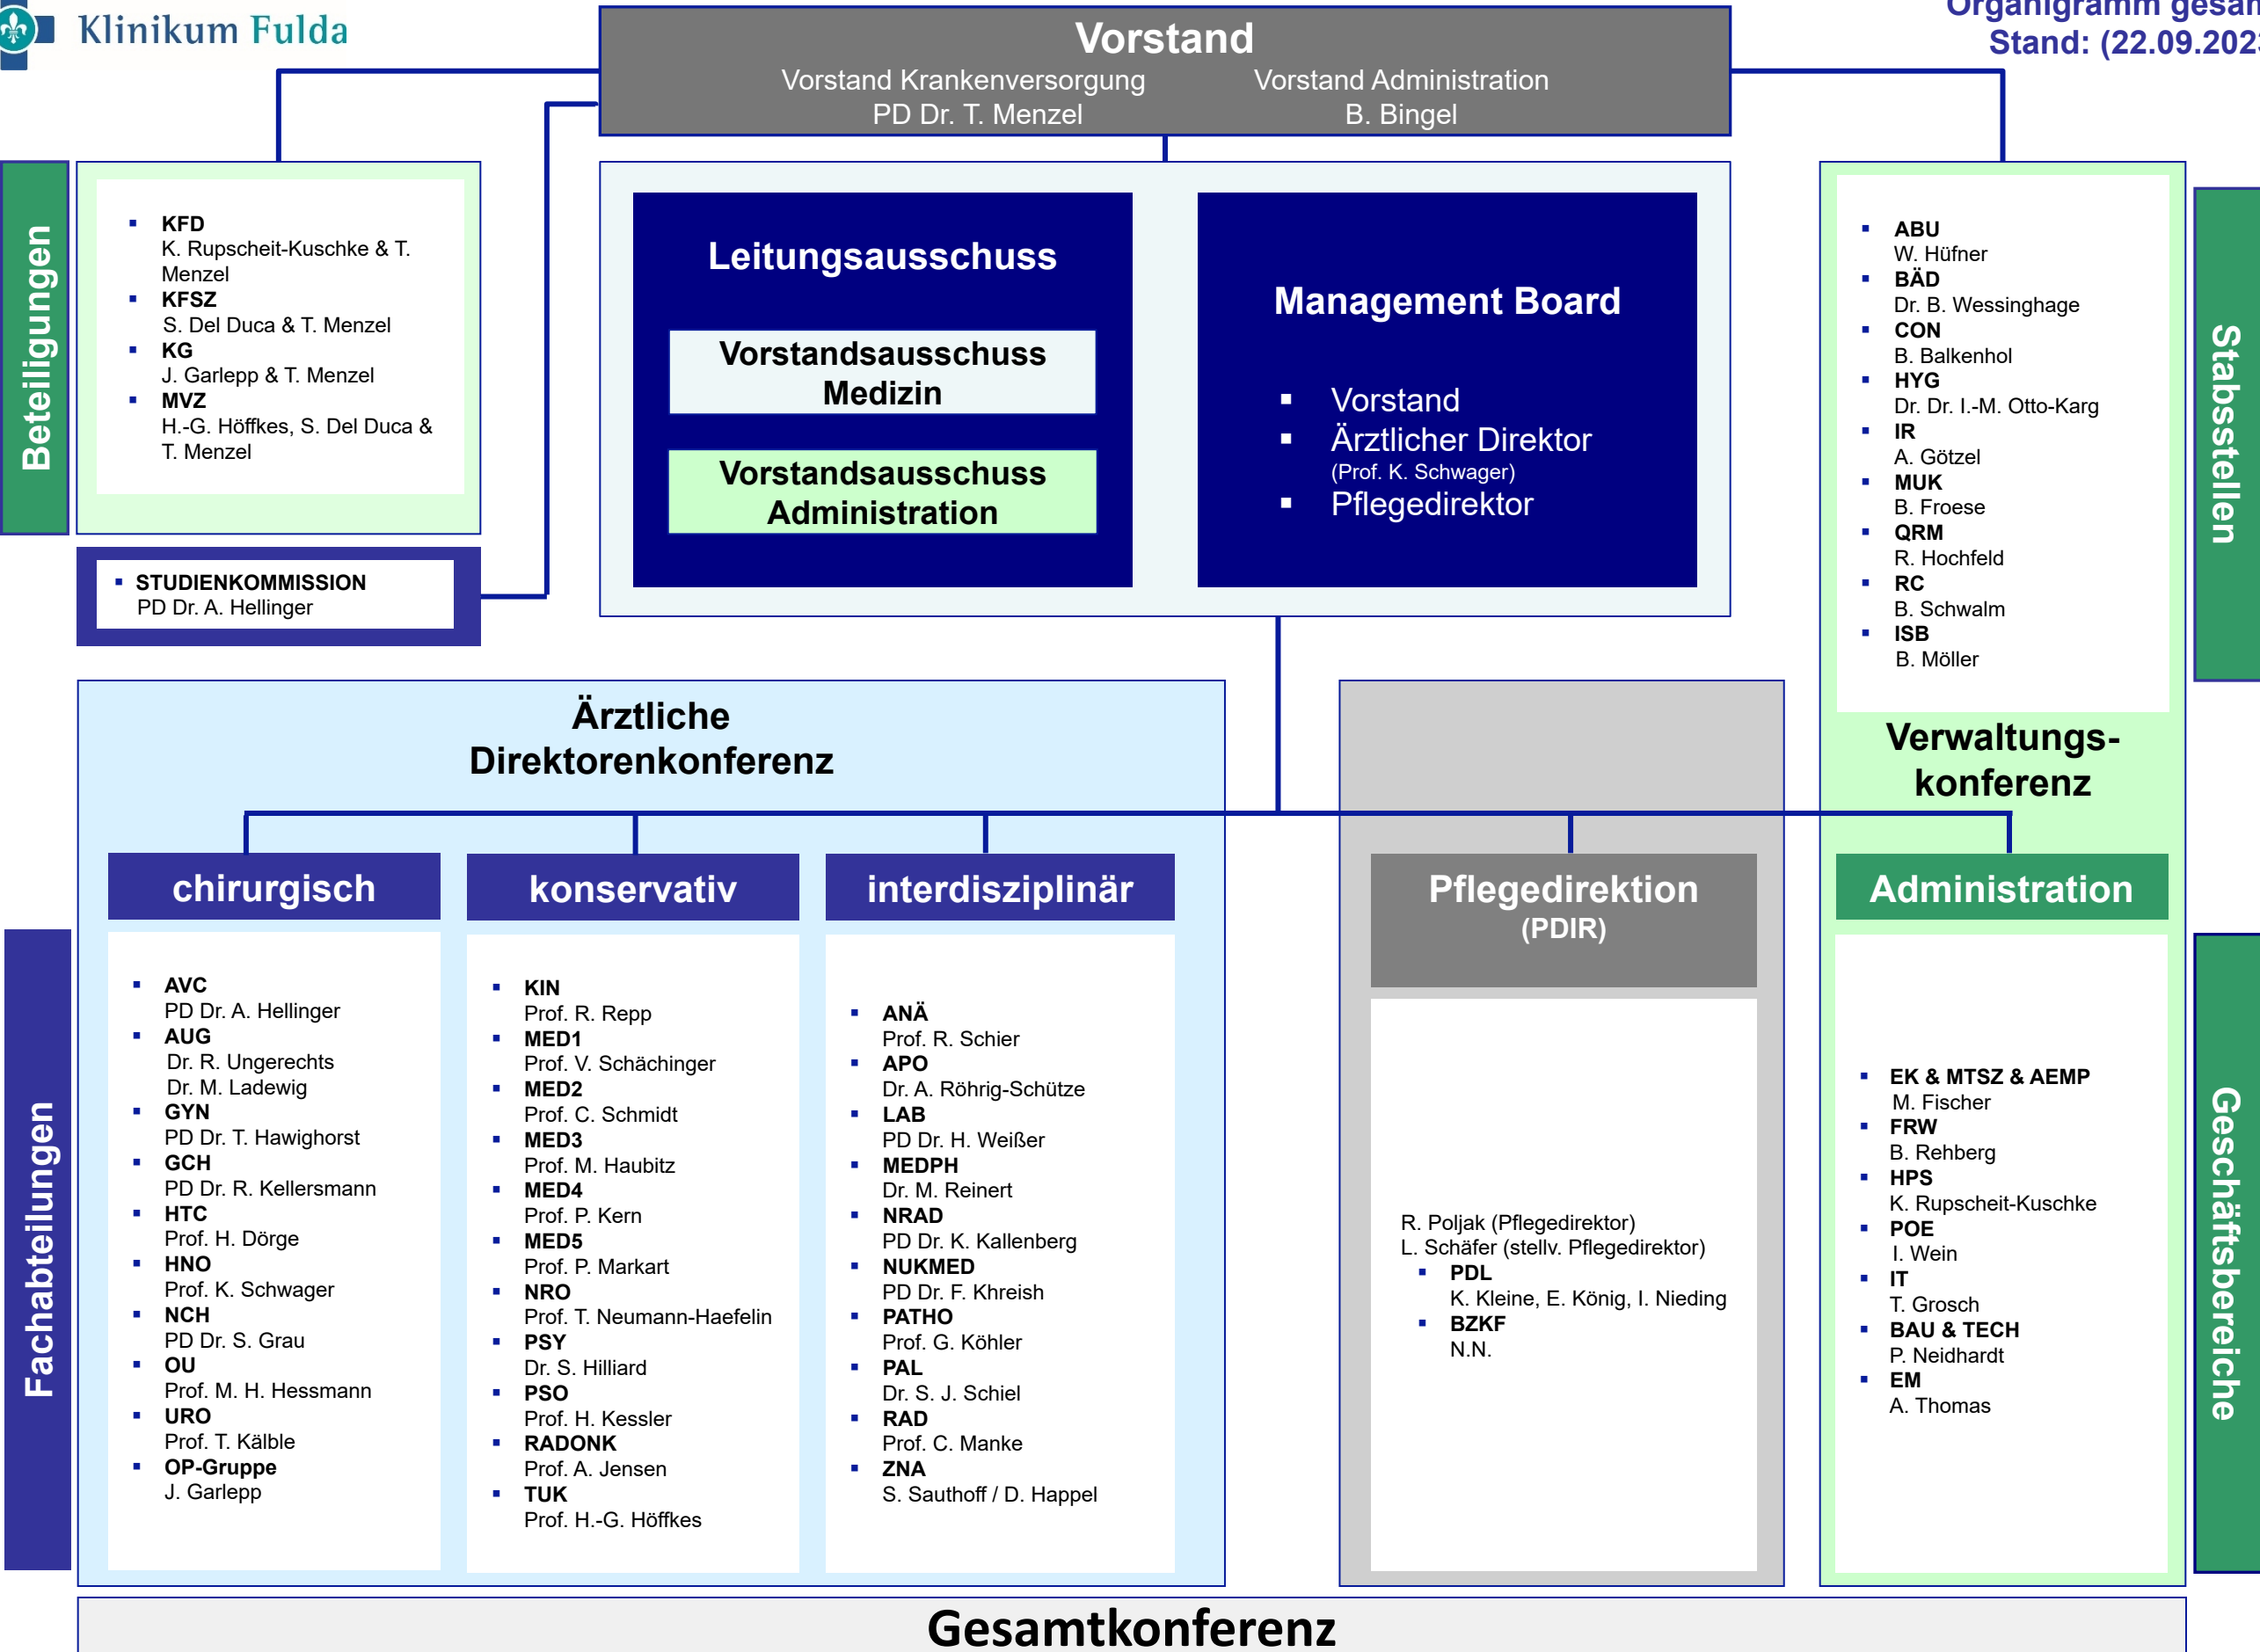 Klinikum Fulda
Organigramm gesam
Stand: (22.09.2023
Vorstand
Vorstand Krankenversorgung
PD Dr. T. Menzel
Vorstand Administration
B. Bingel
Beteiligungen
KFD
K. Rupscheit-Kuschke & T.
Menzel
KFSZ
S. Del Duca & T. Menzel
KG
J. Garlepp & T. Menzel
MVZ
H.-G. Höffkes, S. Del Duca &
T. Menzel
STUDIENKOMMISSION
PD Dr. A. Hellinger
Leitungsausschuss
Vorstandsausschuss
Medizin
Vorstandsausschuss
Administration
Management Board
Vorstand
Ärztlicher Direktor
(Prof. K. Schwager)
Pflegedirektor
Stabsstellen
ABU
W. Hüfner
BÄD
Dr. B. Wessinghage
CON
B. Balkenhol
HYG
Dr. Dr. I.-M. Otto-Karg
IR
A. Götzel
MUK
B. Froese
QRM
R. Hochfeld
RC
B. Schwalm
ISB
B. Möller
Verwaltungs-
konferenz
Ärztliche
Direktorenkonferenz
Fachabteilungen
chirurgisch
AVC
PD Dr. A. Hellinger
AUG
Dr. R. Ungerechts
Dr. M. Ladewig
GYN
PD Dr. T. Hawighorst
GCH
PD Dr. R. Kellersmann
HTC
Prof. H. Dörge
HNO
Prof. K. Schwager
NCH
PD Dr. S. Grau
OU
Prof. M. H. Hessmann
URO
Prof. T. Kälble
OP-Gruppe
J. Garlepp
konservativ
KIN
Prof. R. Repp
MED1
Prof. V. Schächinger
MED2
Prof. C. Schmidt
MED3
Prof. M. Haubitz
MED4
Prof. P. Kern
MED5
Prof. P. Markart
NRO
Prof. T. Neumann-Haefelin
PSY
Dr. S. Hilliard
PSO
Prof. H. Kessler
RADONK
Prof. A. Jensen
TUK
Prof. H.-G. Höffkes
interdisziplinär
ANÄ
Prof. R. Schier
APO
Dr. A. Röhrig-Schütze
LAB
PD Dr. H. Weißer
MEDPH
Dr. M. Reinert
NRAD
PD Dr. K. Kallenberg
NUKMED
PD Dr. F. Khreish
PATHO
Prof. G. Köhler
PAL
Dr. S. J. Schiel
RAD
Prof. C. Manke
ZNA
S. Sauthoff / D. Happel
Pflegedirektion
(PDIR)
R. Poljak (Pflegedirektor)
L. Schäfer (stellv. Pflegedirektor)
PDL
K. Kleine, E. König, I. Nieding
BZKF
N.N.
Administration
EK & MTSZ & AEMP
M. Fischer
FRW
B. Rehberg
HPS
K. Rupscheit-Kuschke
POE
I. Wein
IT
T. Grosch
BAU & TECH
P. Neidhardt
EM
A. Thomas
Geschäftsbereiche
Gesamtkonferenz